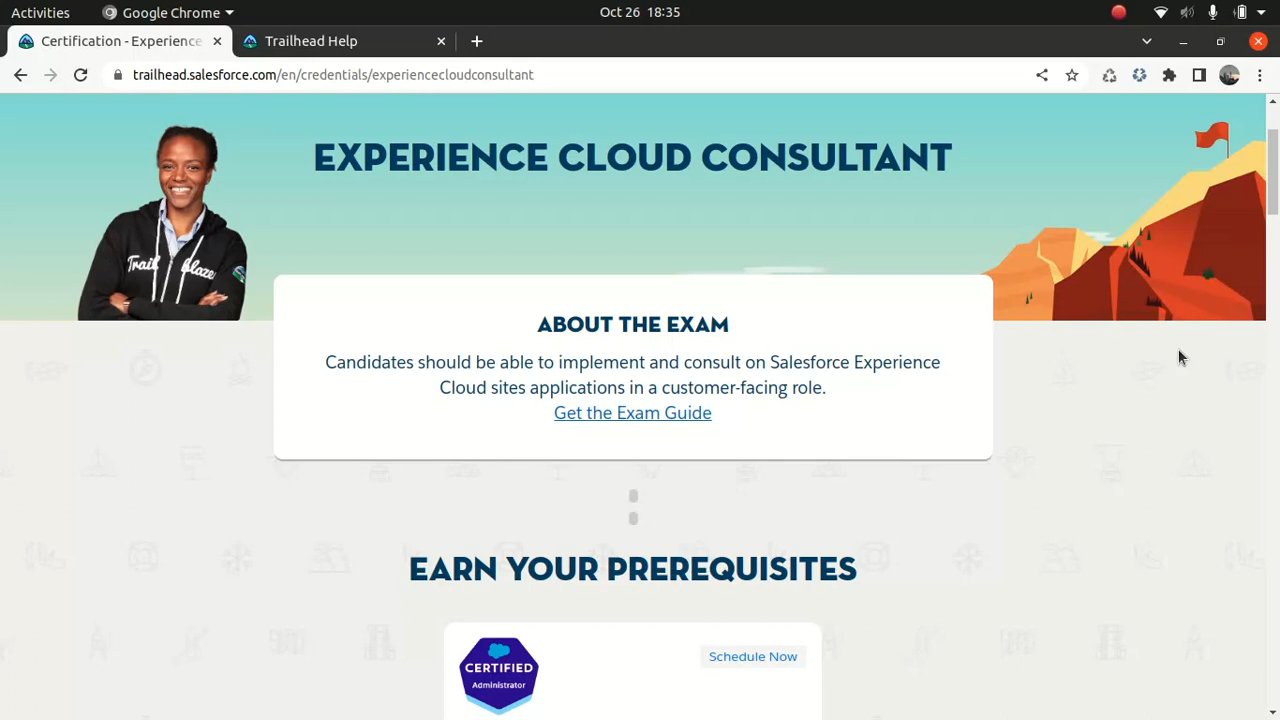 Activities
Google Chrome
Oct 26 18:35
Certification - Experience
Trailhead Help
trailhead.salesforce.com/en/credentials/experiencecloudconsultant
EXPERIENCE CLOUD CONSULTANT
Trail blazer
ABOUT THE EXAM
Candidates should be able to implement and consult on Salesforce Experience
Cloud sites applications in a customer-facing role.
Get the Exam Guide
EARN YOUR PREREQUISITES
CERTIFIED
Administrator
Schedule Now